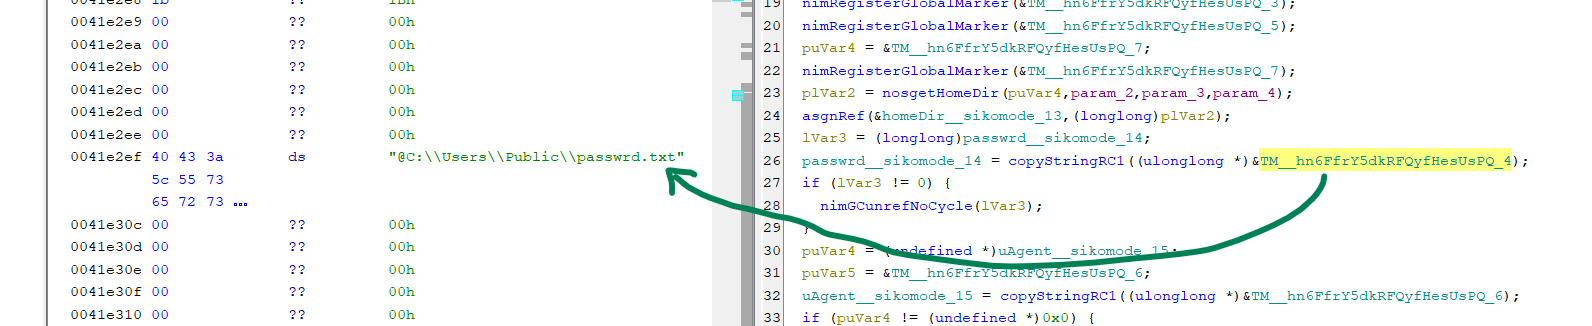 0041e2e9 00 ?? 00h
0041e2ea 00 ?? 00h
0041e2eb 00 ?? 00h
0041e2ec 00 ?? 00h
0041e2ed 00 ?? 00h
0041e2ee 00 ?? 00h
0041e2ef 40 43 3a ds "@C:\\Users\\Public\\passwrd.txt"
5c 55 73
65 72 73 ...
0041e30c 00 ?? 00h
0041e30d 00 ?? 00h
0041e30e 00 ?? 00h
0041e30f 00 ?? 00h
0041e310 00 ?? 00h
19 nimRegisterGlobalMarker(&TM__hn6FfrY5dkRFQyfHesUsPQ_3);
20 nimRegisterGlobalMarker(&TM__hn6FfrY5dkRFQyfHesUsPQ_5);
21 puVar4 = &TM__hn6FfrY5dkRFQyfHesUsPQ_7;
22 nimRegisterGlobalMarker(&TM__hn6FfrY5dkRFQyfHesUsPQ_7);
23 plVar2 = nosgetHomeDir(puVar4,param_2,param_3,param_4);
24 asgnRef(&homeDir__sikomode_13,(longlong)plVar2);
25 lVar3 = (longlong)passwrd__sikomode_14;
26 passwrd__sikomode_14 = copyStringRC1((ulonglong *)&TM__hn6FfrY5dkRFQyfHesUsPQ_4);
27 if (lVar3 != 0) {
28 nimGCunrefNoCycle(lVar3);
29 }
30 puVar4 = (undefined *)uAgent__sikomode_15;
31 puVar5 = &TM__hn6FfrY5dkRFQyfHesUsPQ_6;
32 uAgent__sikomode_15 = copyStringRC1((ulonglong *)&TM__hn6FfrY5dkRFQyfHesUsPQ_6);
33 if (puVar4 != (undefined *)0x0) {